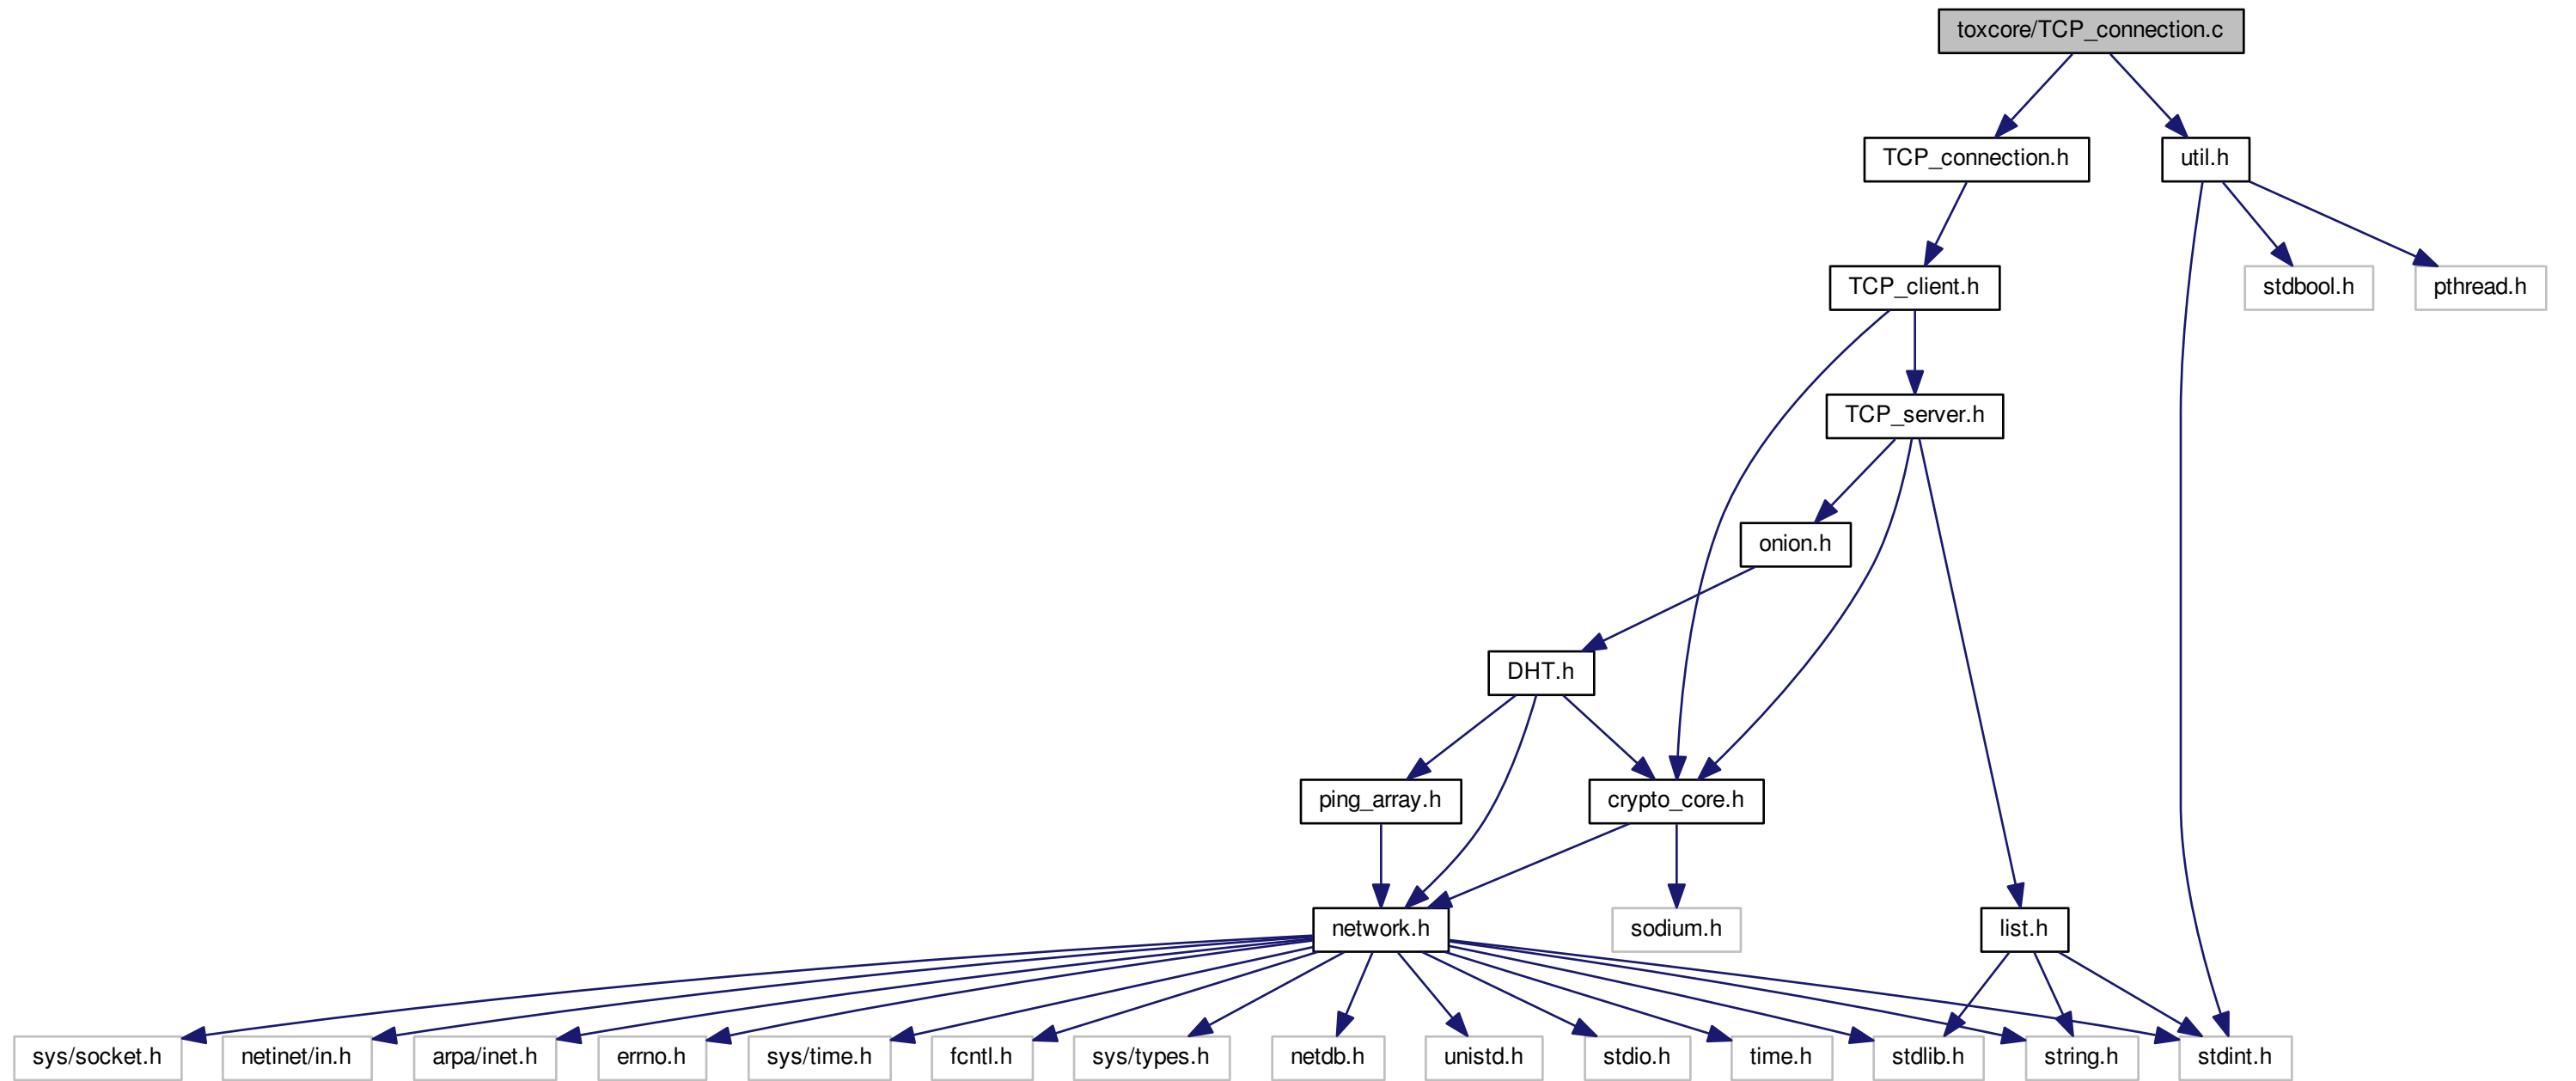 toxcore/TCP_connection.c
TCP_connection.h
util.h
TCP_client.h
stdbool.h
pthread.h
TCP_server.h
onion.h
DHT.h
ping_array.h
crypto_core.h
network.h
sodium.h
list.h
sys/socket.h
netinet/in.h
arpa/inet.h
errno.h
sys/time.h
fcntl.h
sys/types.h
netdb.h
unistd.h
stdio.h
time.h
stdlib.h
string.h
stdint.h